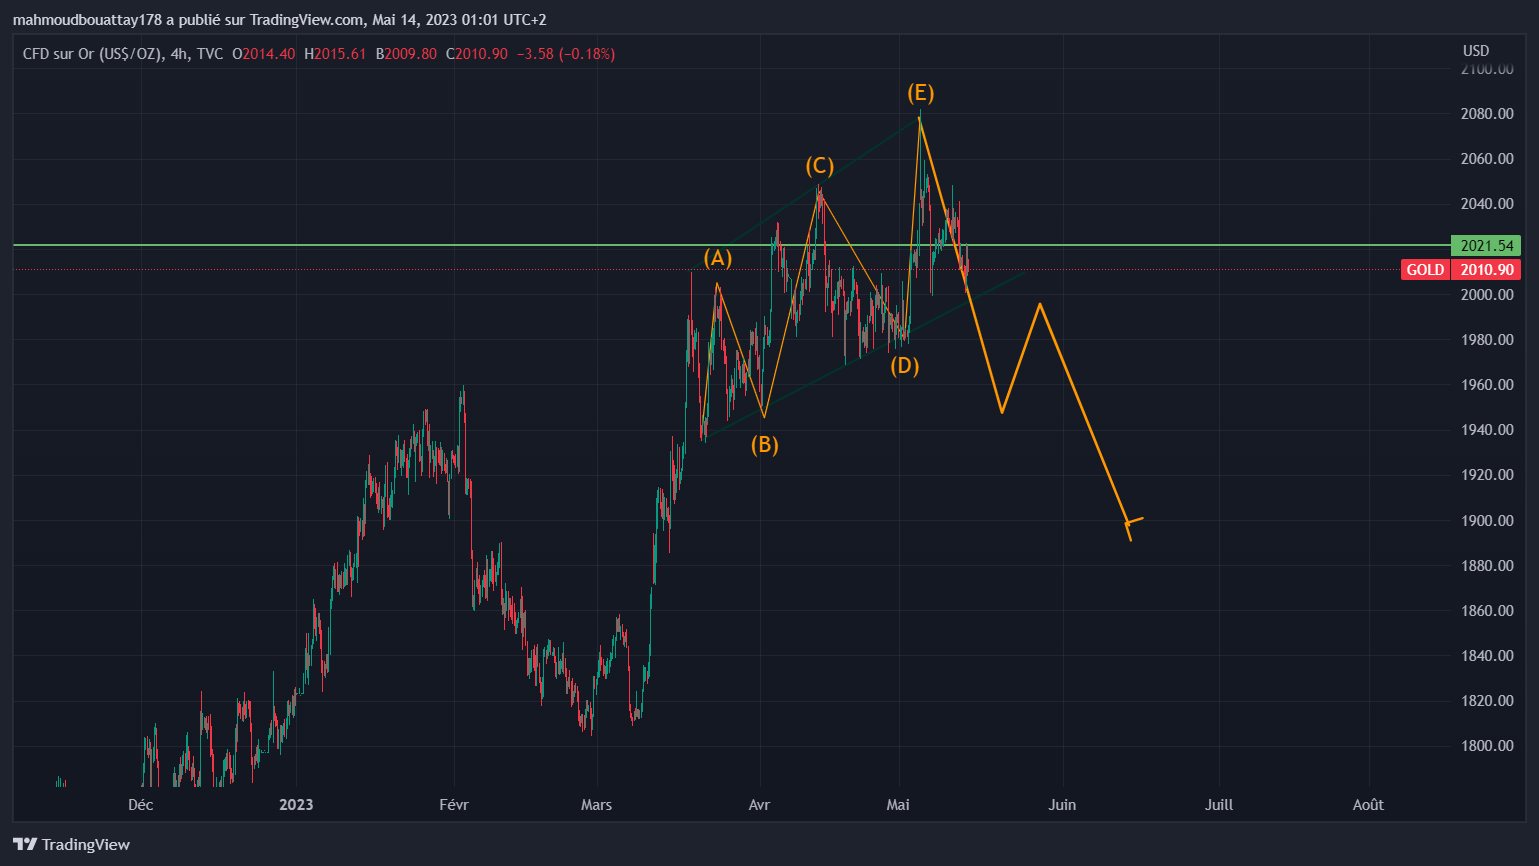 mahmoudbouattay178 a publié sur TradingView.com, Mai 14, 2023 01:01 UTC+2
CFD sur Or (US$/OZ), 4h, TVC O2014.40 H2015.61 B2009.80 C2010.90 −3.58 (−0.18%)
USD
2100.00
2080.00
2060.00
2040.00
2021.54
GOLD 2010.90
2000.00
1980.00
1960.00
1940.00
1920.00
1900.00
1880.00
1860.00
1840.00
1820.00
1800.00
(E)
(C)
(A)
(D)
(B)
Déc 2023 Févr Mars Avr Mai Juin Juill Août
TradingView